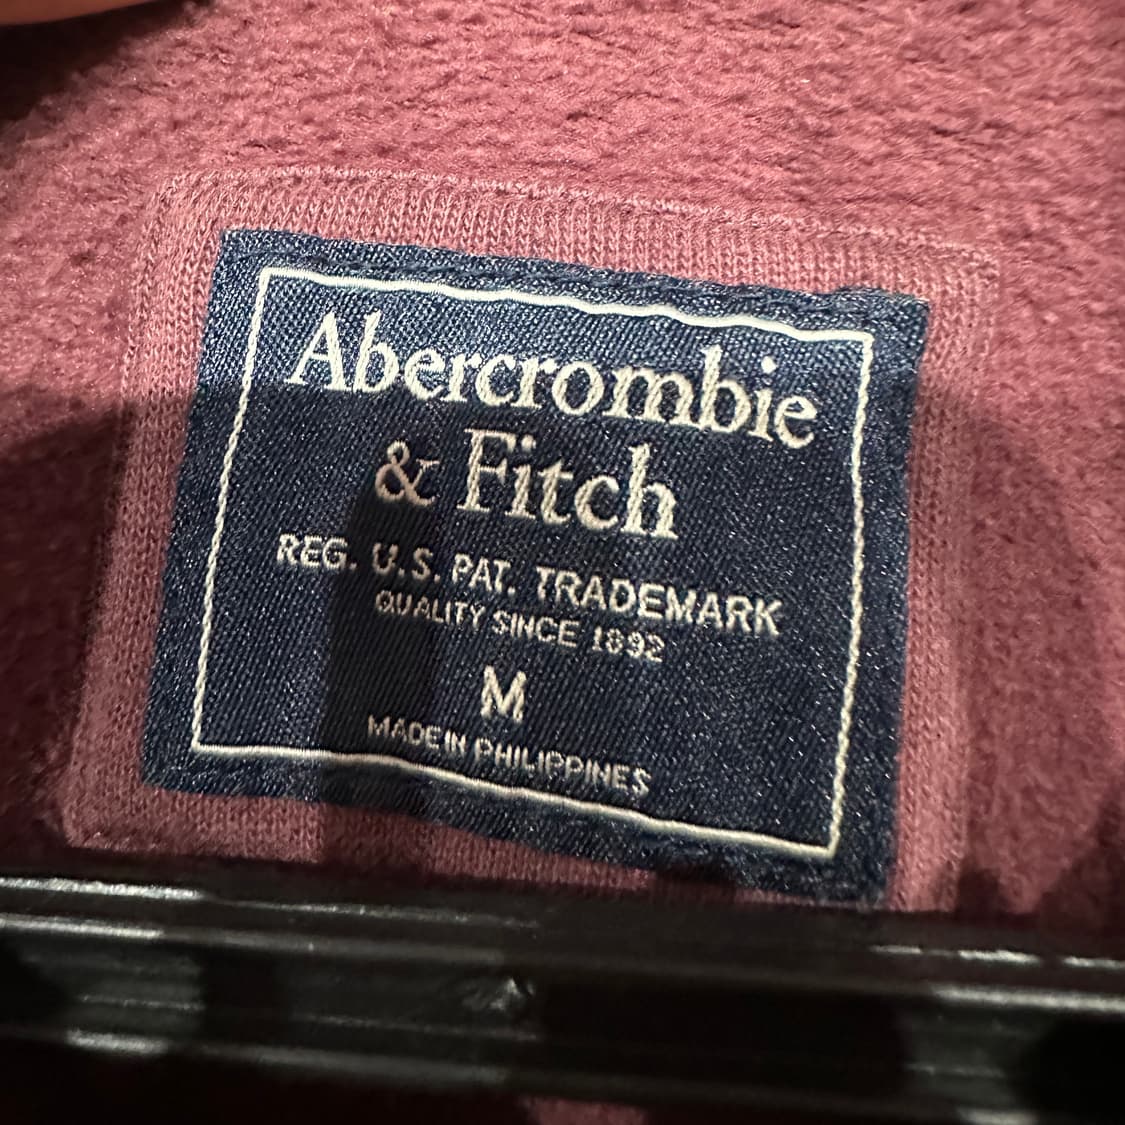 Abercrombie
& Fitch
REG. U.S. PAT. TRADEMARK
QUALITY SINCE 1892
M
MADE IN PHILIPPINES